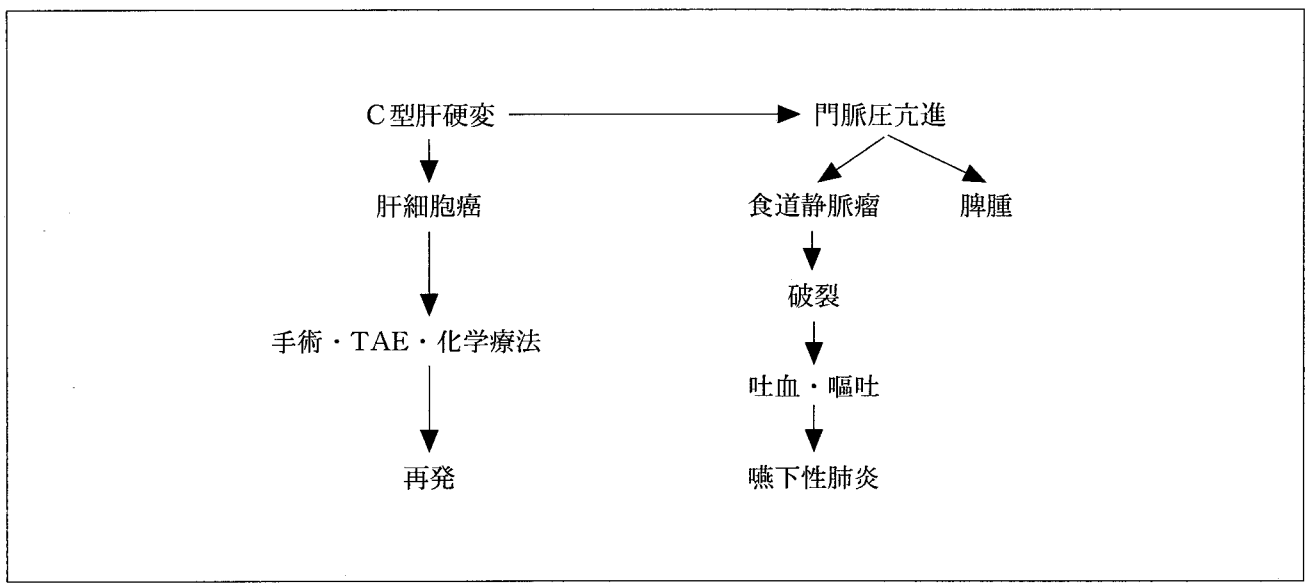 C型肝硬変 門脈圧亢進
肝細胞癌 食道静脈瘤 脾腫
破裂
手術・TAE・化学療法
吐血・嘔吐
再発 嚥下性肺炎